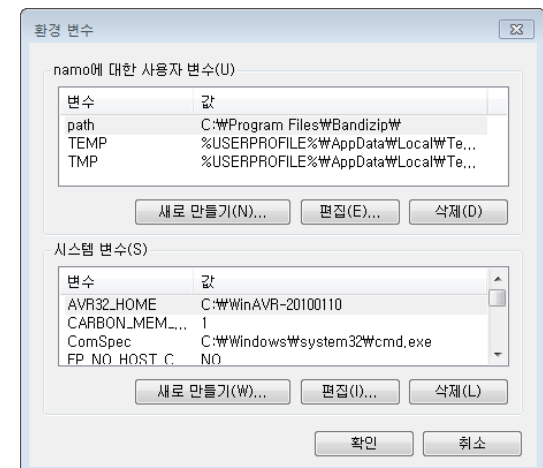 환경 변수
namo에 대한 사용자 변수(U)
변수 값
path C:₩Program Files₩Bandizip₩
TEMP %USERPROFILE%₩AppData₩Local₩Te...
TMP %USERPROFILE%₩AppData₩Local₩Te...
새로 만들기(N)... 편집(E)... 삭제(D)
시스템 변수(S)
변수 값
AVR32_HOME C:₩WinAVR-20100110
CARBON_MEM_... 1
ComSpec C:₩Windows₩system32₩cmd.exe
FP_NO_HOST_C... NO
새로 만들기(W)... 편집(I)... 삭제(L)
확인 취소